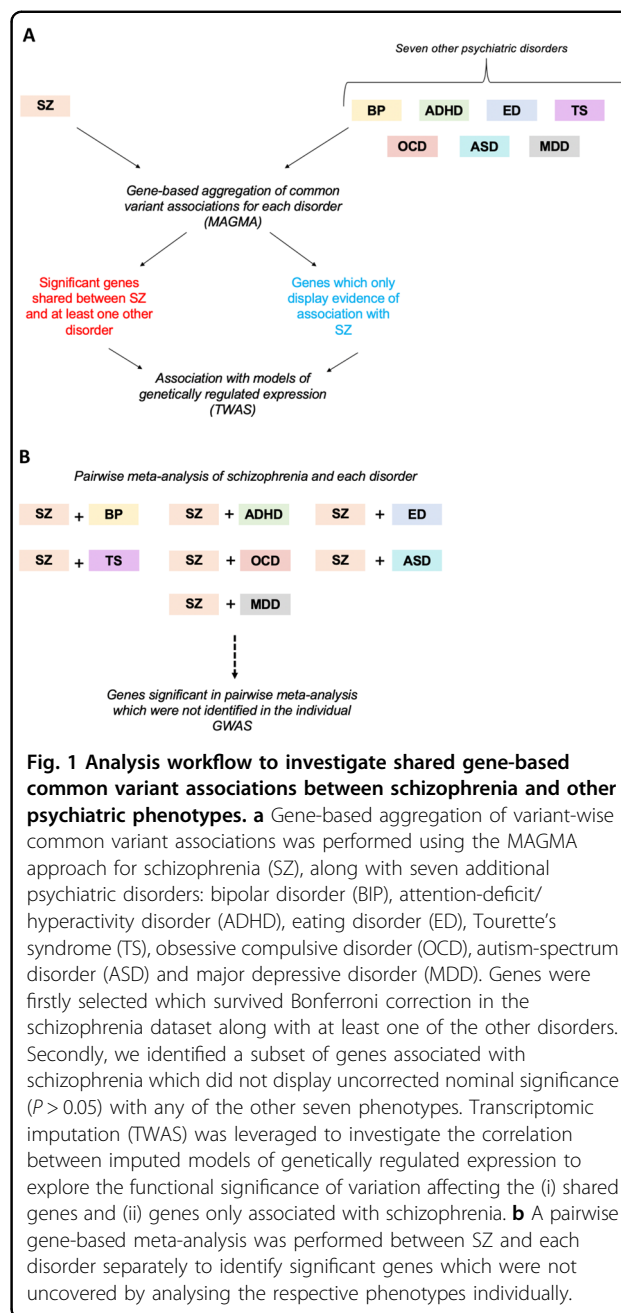 A
Seven other psychiatric disorders
SZ
BP ADHD ED TS
OCD ASD MDD
Gene-based aggregation of common
variant associations for each disorder
(MAGMA)
Significant genes
shared between SZ
and at least one other
disorder
Genes which only
display evidence of
association with
SZ
Association with models of
genetically regulated expression
(TWAS)
B
Pairwise meta-analysis of schizophrenia and each disorder
SZ + BP SZ + ADHD SZ + ED
SZ + TS SZ + OCD SZ + ASD
SZ + MDD
Genes significant in pairwise meta-analysis
which were not identified in the individual
GWAS
Fig. 1 Analysis workflow to investigate shared gene-based
common variant associations between schizophrenia and other
psychiatric phenotypes. a Gene-based aggregation of variant-wise
common variant associations was performed using the MAGMA
approach for schizophrenia (SZ), along with seven additional
psychiatric disorders: bipolar disorder (BIP), attention-deficit/
hyperactivity disorder (ADHD), eating disorder (ED), Tourette's
syndrome (TS), obsessive compulsive disorder (OCD), autism-spectrum
disorder (ASD) and major depressive disorder (MDD). Genes were
firstly selected which survived Bonferroni correction in the
schizophrenia dataset along with at least one of the other disorders.
Secondly, we identified a subset of genes associated with
schizophrenia which did not display uncorrected nominal significance
(P > 0.05) with any of the other seven phenotypes. Transcriptomic
imputation (TWAS) was leveraged to investigate the correlation
between imputed models of genetically regulated expression to
explore the functional significance of variation affecting the (i) shared
genes and (ii) genes only associated with schizophrenia. b A pairwise
gene-based meta-analysis was performed between SZ and each
disorder separately to identify significant genes which were not
uncovered by analysing the respective phenotypes individually.